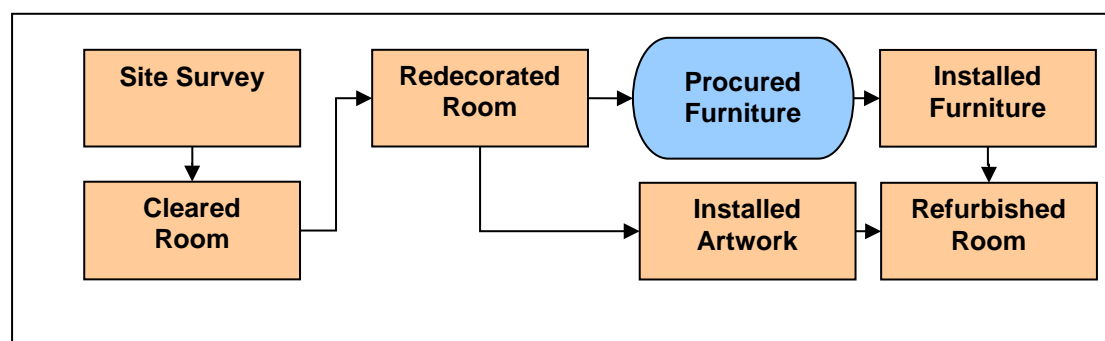 Site Survey
Cleared
Room
Redecorated
Room
Procured
Furniture
Installed
Furniture
Installed
Artwork
Refurbished
Room